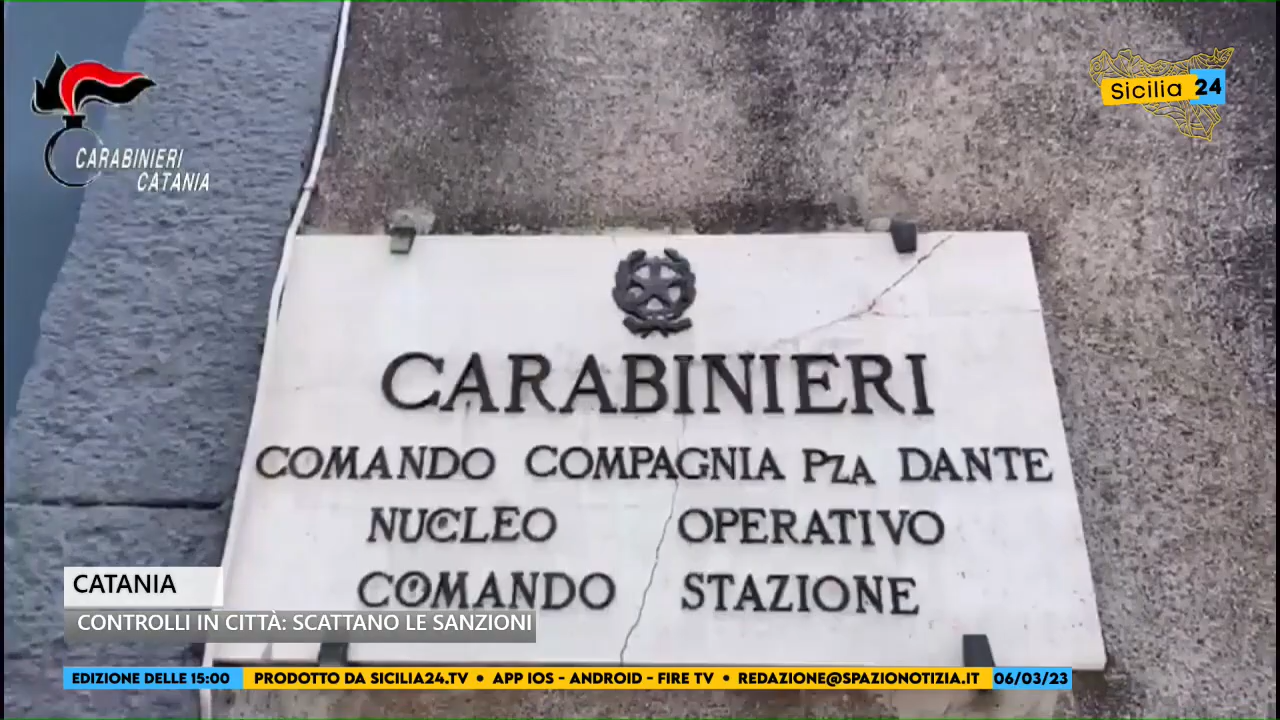 CARABINIERI
CATANIA
Sicilia 24
CARABINIERI
COMANDO COMPAGNIA PZA DANTE
NUCLEO OPERATIVO
COMANDO STAZIONE
CATANIA
CONTROLLI IN CITTÀ: SCATTANO LE SANZIONI
EDIZIONE DELLE 15:00 PRODOTTO DA SICILIA24.TV • APP IOS - ANDROID - FIRE TV • REDAZIONE@SPAZIONOTIZIA.IT 06/03/23